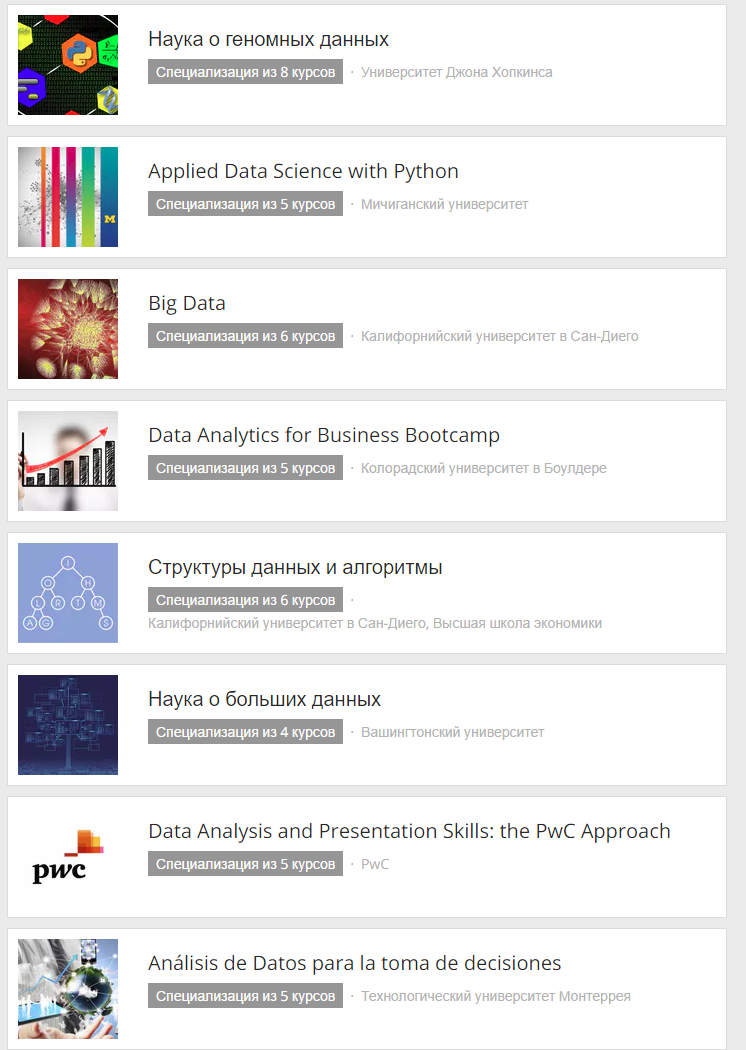 Наука о геномных данных
Специализация из 8 курсов · Университет Джона Хопкинса
Applied Data Science with Python
Специализация из 5 курсов · Мичиганский университет
M
Big Data
Специализация из 6 курсов · Калифорнийский университет в Сан-Диего
Data Analytics for Business Bootcamp
Специализация из 5 курсов · Колорадский университет в Боулдере
Структуры данных и алгоритмы
Специализация из 6 курсов ·
Калифорнийский университет в Сан-Диего, Высшая школа экономики
I
O H
L R T M
A G S
Наука о больших данных
Специализация из 4 курсов · Вашингтонский университет
Data Analysis and Presentation Skills: the PwC Approach
Специализация из 5 курсов · PwC
pwc
Análisis de Datos para la toma de decisiones
Специализация из 5 курсов · Технологический университет Монтеррея